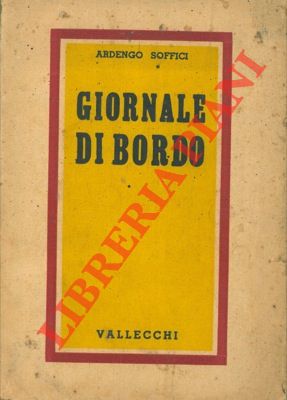 ARDENGO SOFFICI
GIORNALE
DI BORDO
VALLECCHI
LIBRERIA PIANI